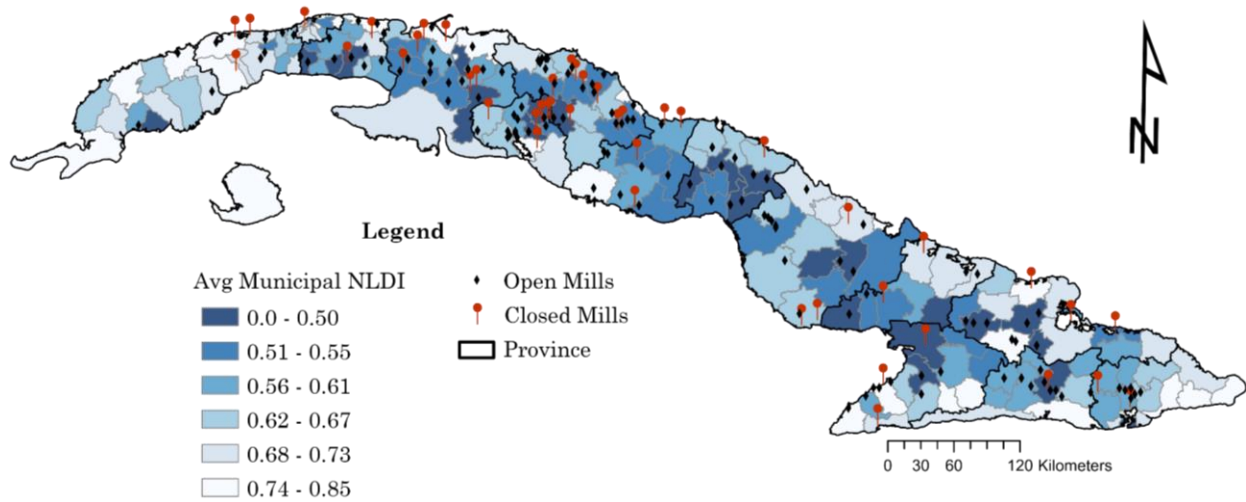 N
Legend
Avg Municipal NLDI
0.0 - 0.50
0.51 - 0.55
0.56 - 0.61
0.62 - 0.67
0.68 - 0.73
0.74 - 0.85
Open Mills
Closed Mills
Province
0 30 60 120 Kilometers